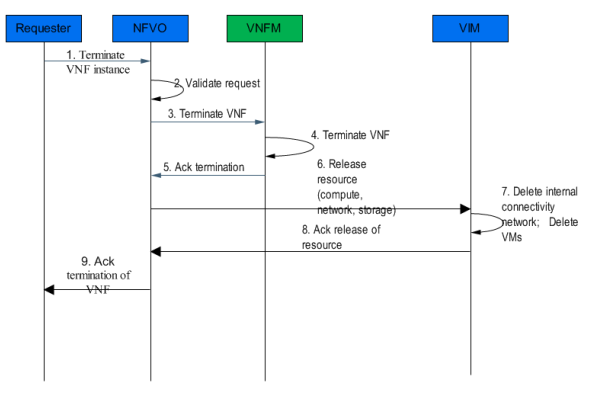 Requester
NFVO
VNFM
VIM
1. Terminate
VNF instance
2. Validate request
3. Terminate VNF
4. Terminate VNF
5. Ack termination
6. Release
resource
(compute,
network, storage)
7. Delete internal
connectivity
network; Delete
VMs
8. Ack release of
resource
9. Ack
termination of
VNF